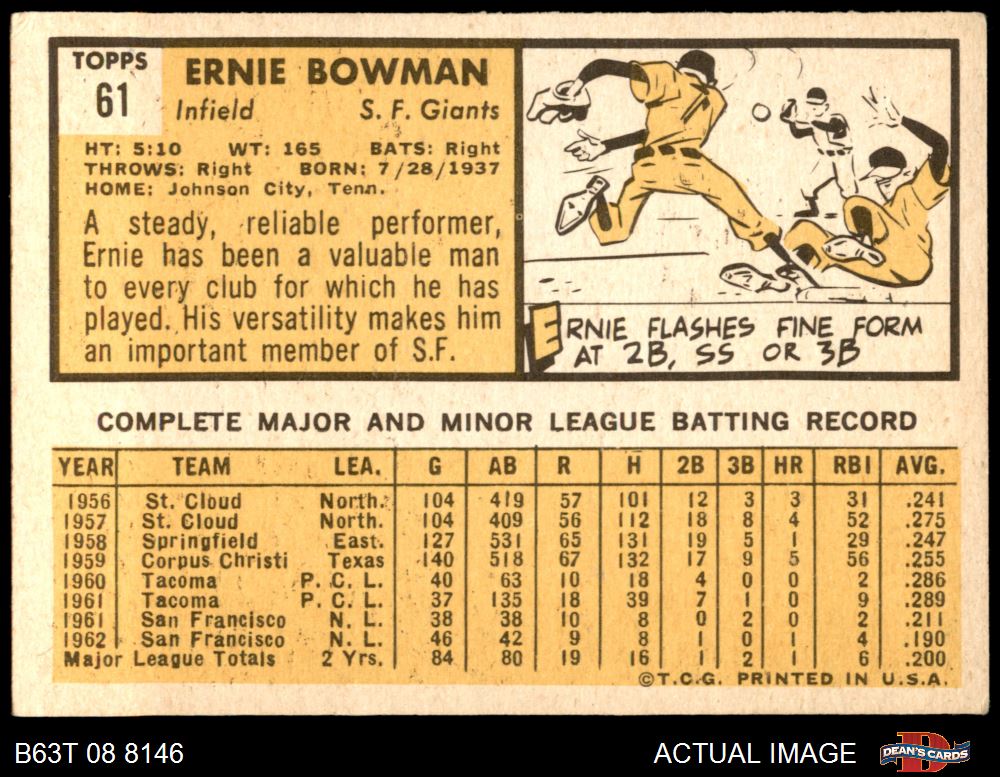 TOPPS
61
ERNIE BOWMAN
Infield S. F. Giants
HT: 5:10 WT: 165 BATS: Right
THROWS: Right BORN: 7/28/1937
HOME: Johnson City, Tenn.
A steady, reliable performer,
Ernie has been a valuable man
to every club for which he has
played. His versatility makes him
an important member of S.F.
ERNIE FLASHES FINE FORM
AT 2B, SS OR 3B
COMPLETE MAJOR AND MINOR LEAGUE BATTING RECORD
YEAR TEAM LEA. G AB R H 2B 3B HR RBI AVG.
1956 St. Cloud North. 104 419 57 101 12 3 3 31 .241
1957 St. Cloud North. 104 409 56 112 18 8 4 52 .275
1958 Springfield East. 127 531 65 131 19 5 1 29 .247
1959 Corpus Christi Texas 140 518 67 132 17 9 5 56 .255
1960 Tacoma P. C. L. 40 63 10 18 4 0 0 2 .286
1961 Tacoma P. C. L. 37 135 18 39 7 1 0 9 .289
1961 San Francisco N. L. 38 38 10 8 0 2 0 2 .211
1962 San Francisco N. L. 46 42 9 8 1 0 1 4 .190
Major League Totals 2 Yrs. 84 80 19 16 1 2 1 6 .200
©T.C.G. PRINTED IN U.S.A.
B63T 08 8146 ACTUAL IMAGE DEAN'S CARDS